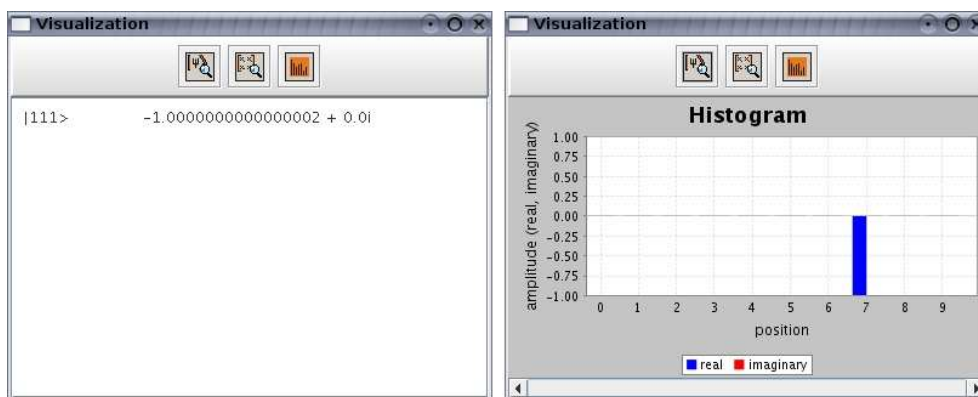 Visualization
|111> -1.0000000000000002 + 0.0i
Visualization
Histogram
amplitude (real, imaginary)
1.00
0.75
0.50
0.25
0.00
-0.25
-0.50
-0.75
-1.00
0 1 2 3 4 5 6 7 8 9
position
real imaginary